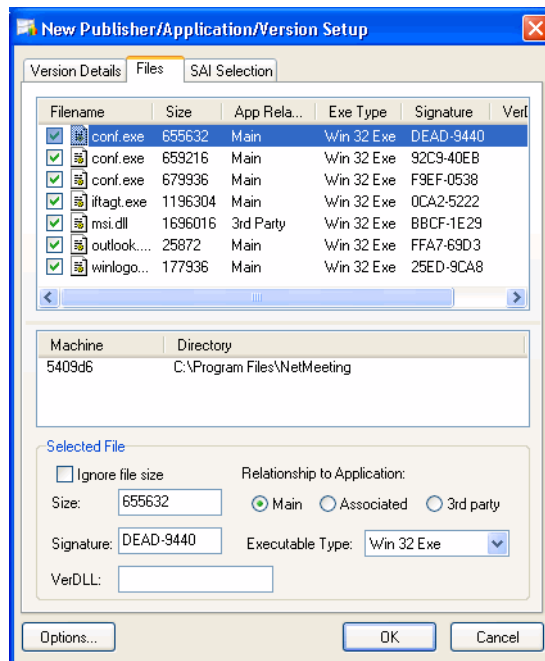 New Publisher/Application/Version Setup
Version Details Files SAI Selection
Filename Size App Rela... Exe Type Signature Ver
conf.exe 655632 Main Win 32 Exe DEAD-9440
conf.exe 659216 Main Win 32 Exe 92C9-40EB
conf.exe 679936 Main Win 32 Exe F9EF-0538
iftagt.exe 1196304 Main Win 32 Exe 0CA2-5222
msi.dll 1696016 3rd Party Win 32 Exe BBCF-1E29
outlook.... 25872 Main Win 32 Exe FFA7-69D3
winlogo... 177936 Main Win 32 Exe 25ED-9CA8
Machine Directory
5409d6 C:\Program Files\NetMeeting
Selected File
Ignore file size Relationship to Application:
Size: 655632 Main Associated 3rd party
Signature: DEAD-9440 Executable Type: Win 32 Exe
VerDLL:
Options... OK Cancel